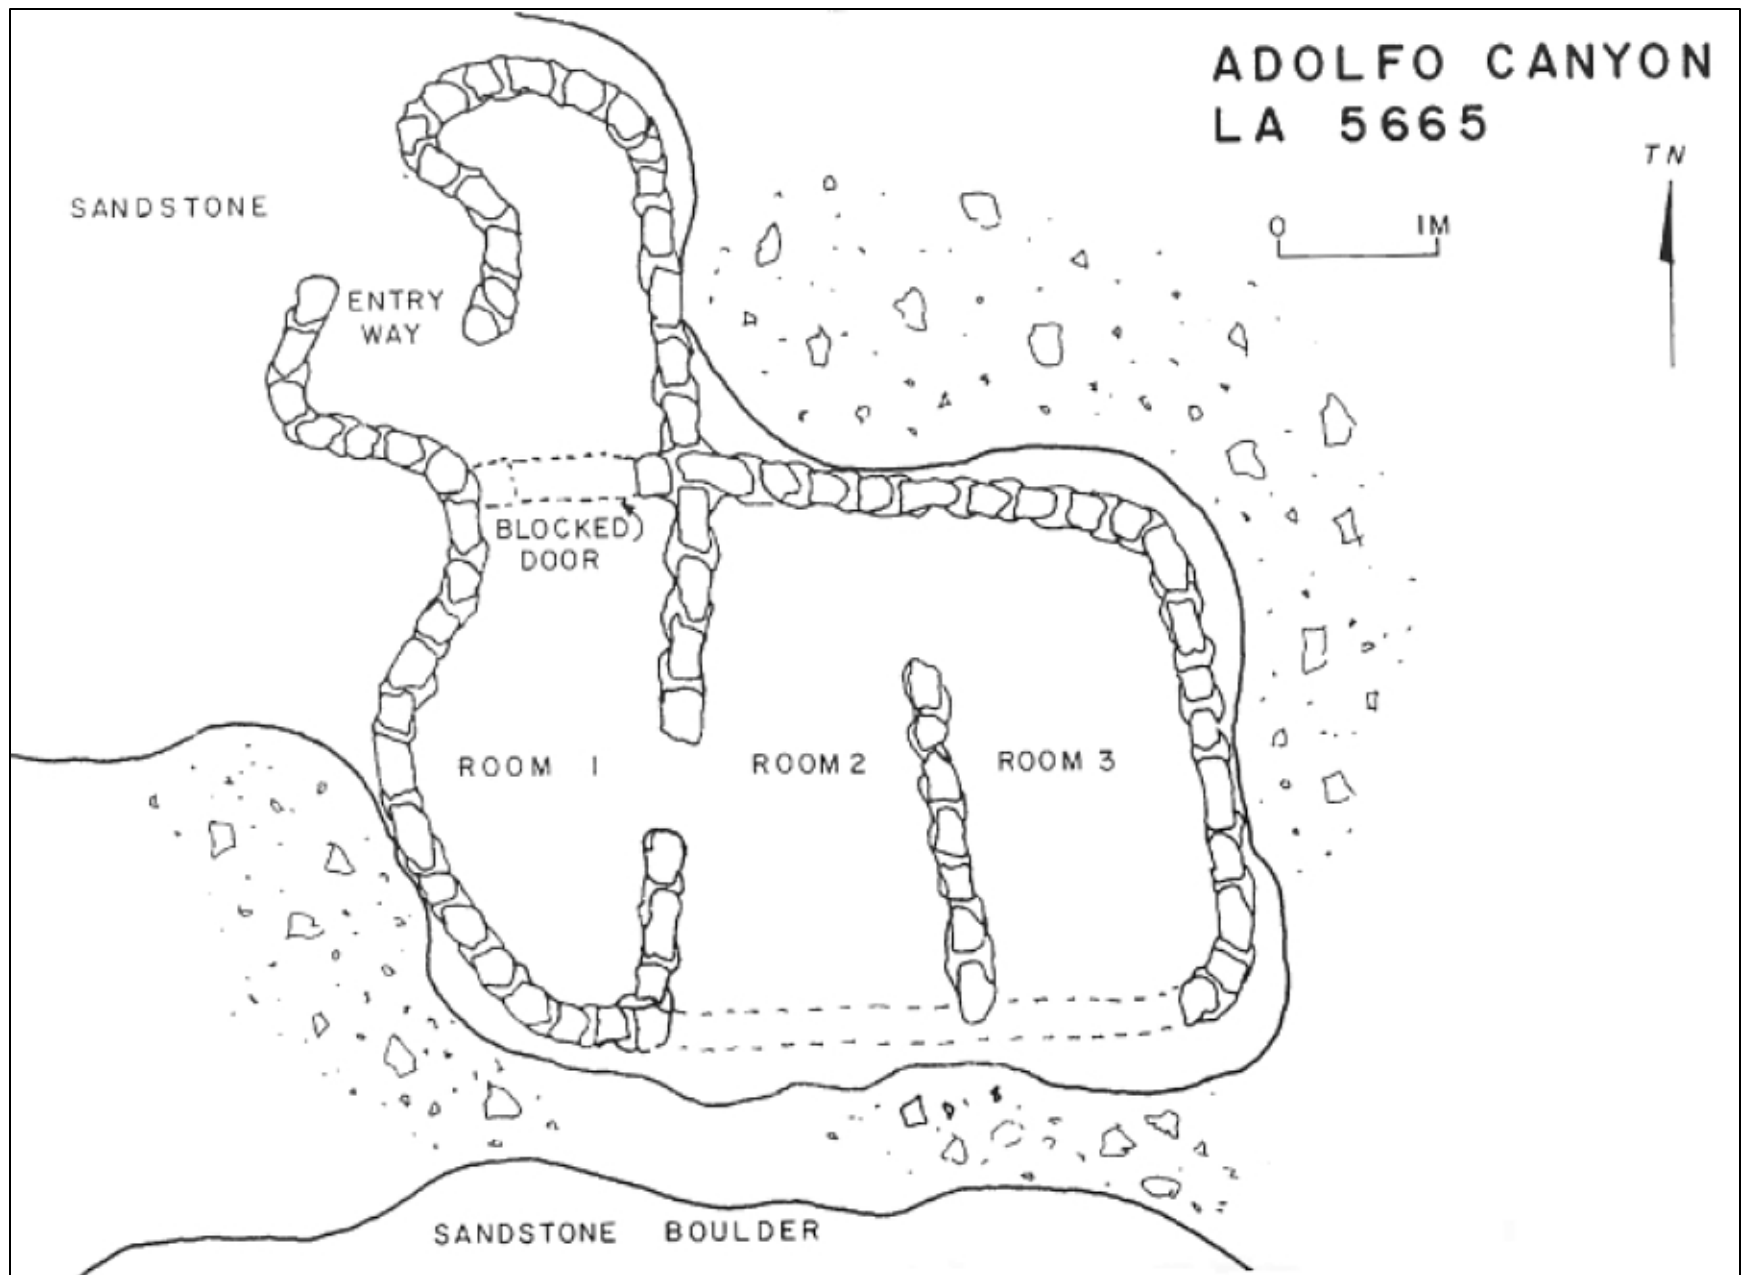 ADOLFO CANYON
LA 5665
TN
SANDSTONE
0 1M
ENTRY
WAY
BLOCKED)
DOOR
ROOM 1
ROOM 2
ROOM 3
SANDSTONE BOULDER